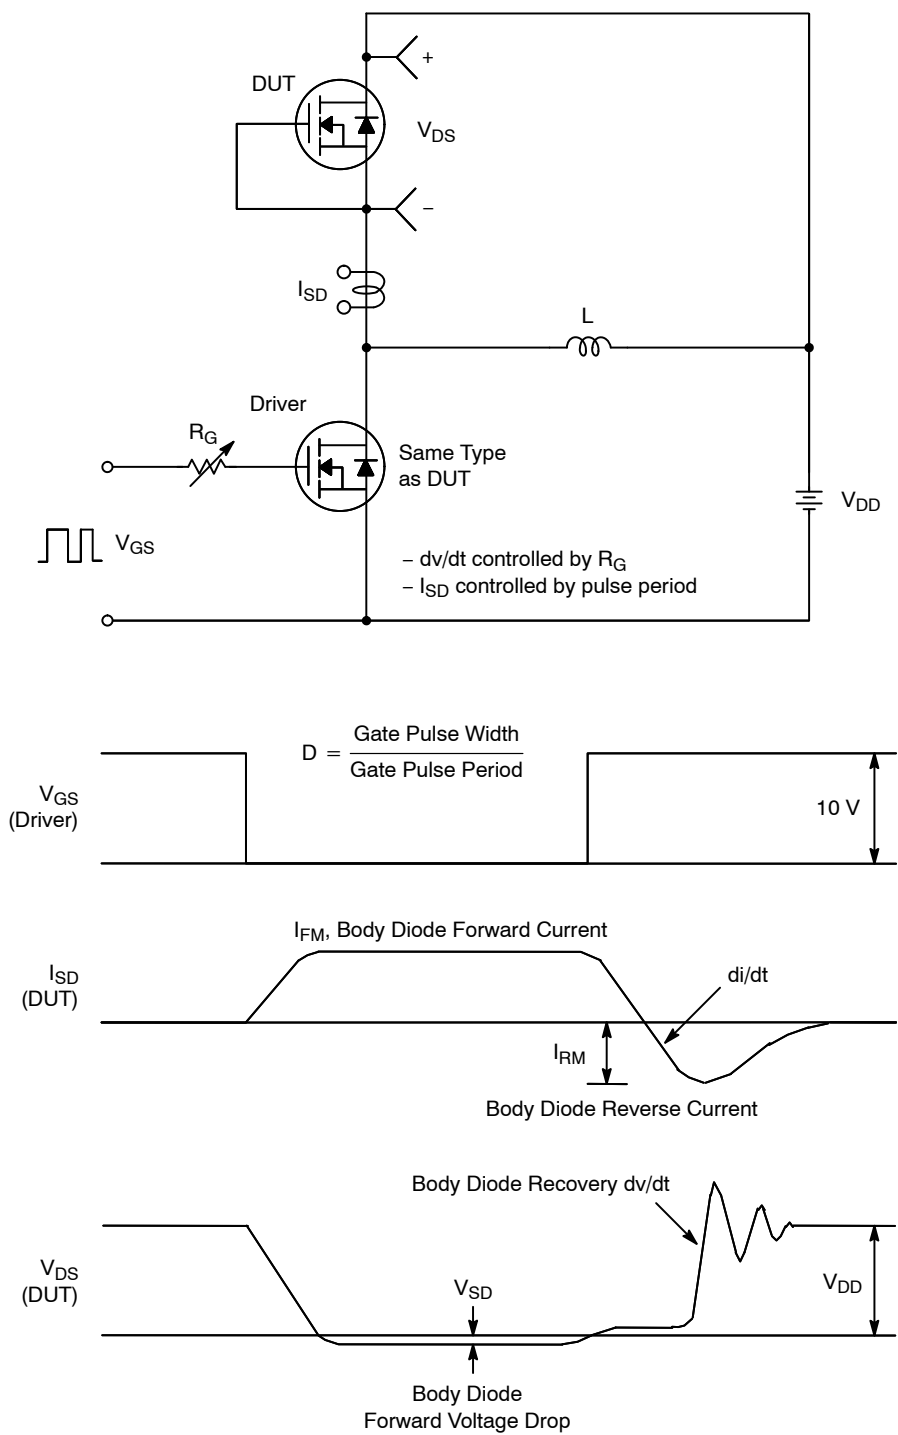 +
DUT
V_DS
−
I_SD
L
Driver
R_G
Same Type
as DUT
V_DD
V_GS
– dv/dt controlled by R_G
– I_SD controlled by pulse period
D = Gate Pulse Width
Gate Pulse Period
V_GS
(Driver)
10 V
I_FM, Body Diode Forward Current
I_SD
(DUT)
di/dt
I_RM
Body Diode Reverse Current
Body Diode Recovery dv/dt
V_DS
(DUT)
V_SD
V_DD
Body Diode
Forward Voltage Drop